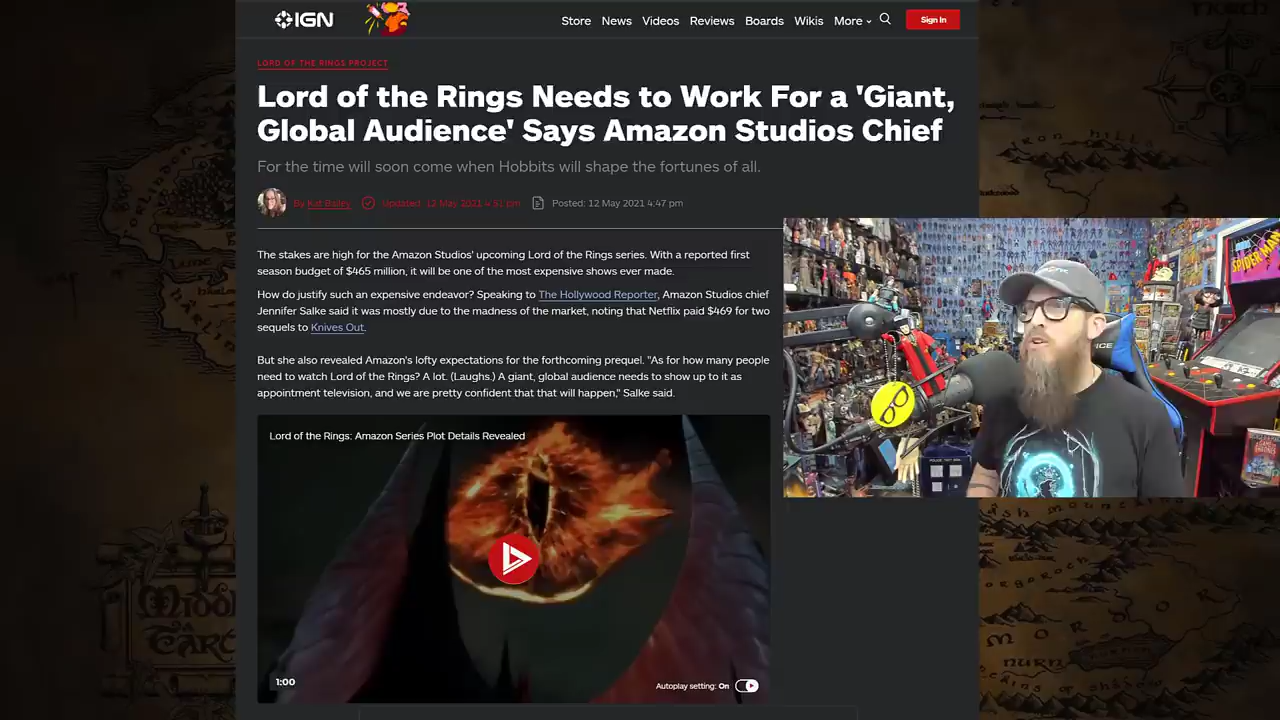 IGN
Store News Videos Reviews Boards Wikis More
Sign In
LORD OF THE RINGS PROJECT
Lord of the Rings Needs to Work For a 'Giant,
Global Audience' Says Amazon Studios Chief
For the time will soon come when Hobbits will shape the fortunes of all.
By Kat Bailey Updated: 12 May 2021 4:51 pm Posted: 12 May 2021 4:47 pm
The stakes are high for the Amazon Studios' upcoming Lord of the Rings series. With a reported first
season budget of $465 million, it will be one of the most expensive shows ever made.
How do justify such an expensive endeavor? Speaking to The Hollywood Reporter, Amazon Studios chief
Jennifer Salke said it was mostly due to the madness of the market, noting that Netflix paid $469 for two
sequels to Knives Out.
But she also revealed Amazon's lofty expectations for the forthcoming prequel. "As for how many people
need to watch Lord of the Rings? A lot. (Laughs.) A giant, global audience needs to show up to it as
appointment television, and we are pretty confident that that will happen," Salke said.
Lord of the Rings: Amazon Series Plot Details Revealed
1:00
Autoplay setting: On
SPIDER-MAN
MORDOR
NURN